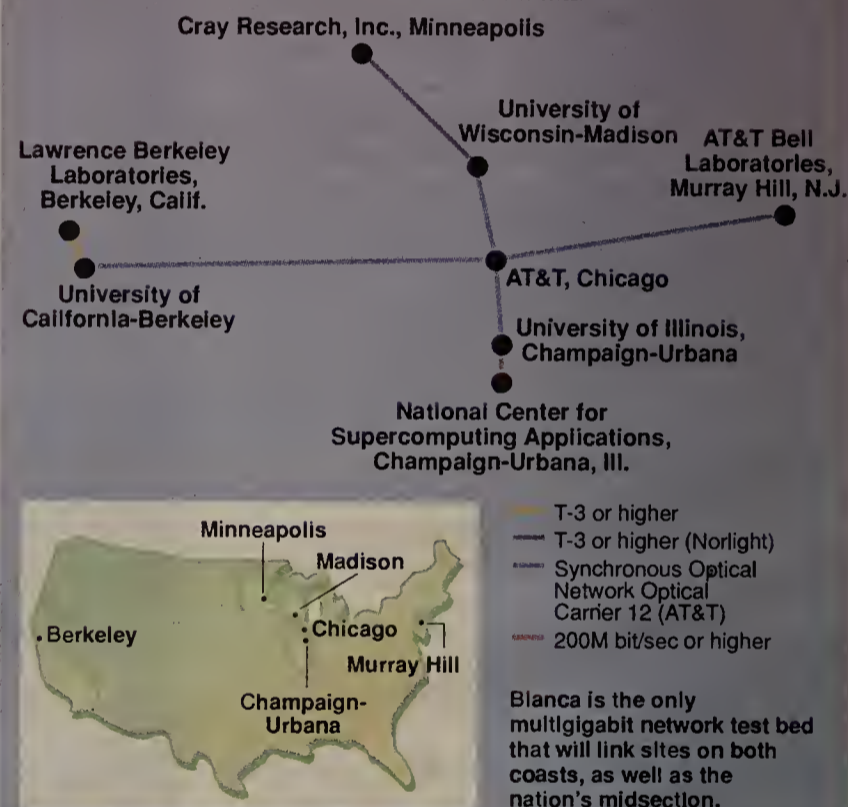 Cray Research, Inc., Minneapolis
University of
Wisconsin-Madison
AT&T Bell
Laboratories,
Murray Hill, N.J.
Lawrence Berkeley
Laboratories,
Berkeley, Calif.
University of
California-Berkeley
AT&T, Chicago
University of Illinois,
Champaign-Urbana
National Center for
Supercomputing Applications,
Champaign-Urbana, Ill.
Minneapolis
Madison
Berkeley
Chicago
Murray Hill
Champaign-
Urbana
T-3 or higher
T-3 or higher (Norlight)
Synchronous Optical
Network Optical
Carrier 12 (AT&T)
200M bit/sec or higher
Blanca is the only
multigigabit network test bed
that will link sites on both
coasts, as well as the
nation's midsection.